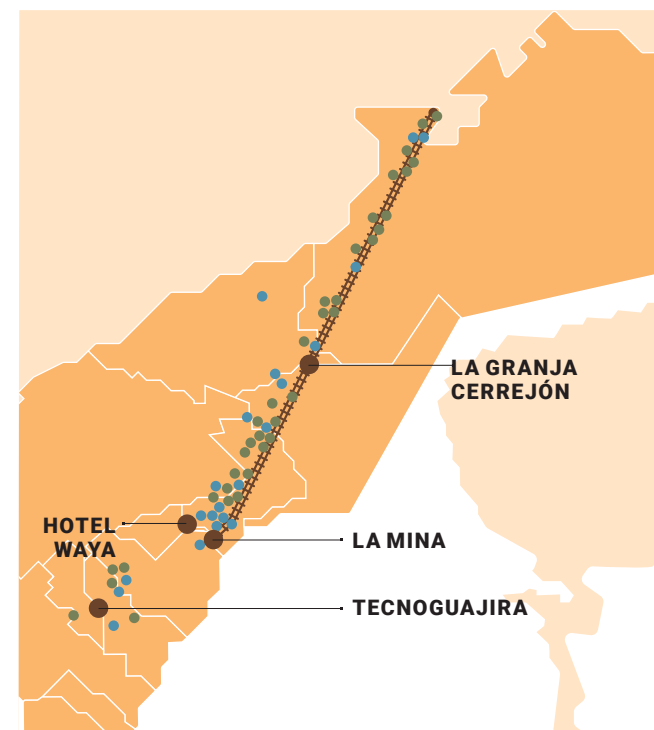 LA GRANJA
CERREJÓN
HOTEL
WAYA
LA MINA
TECNOGUAJIRA